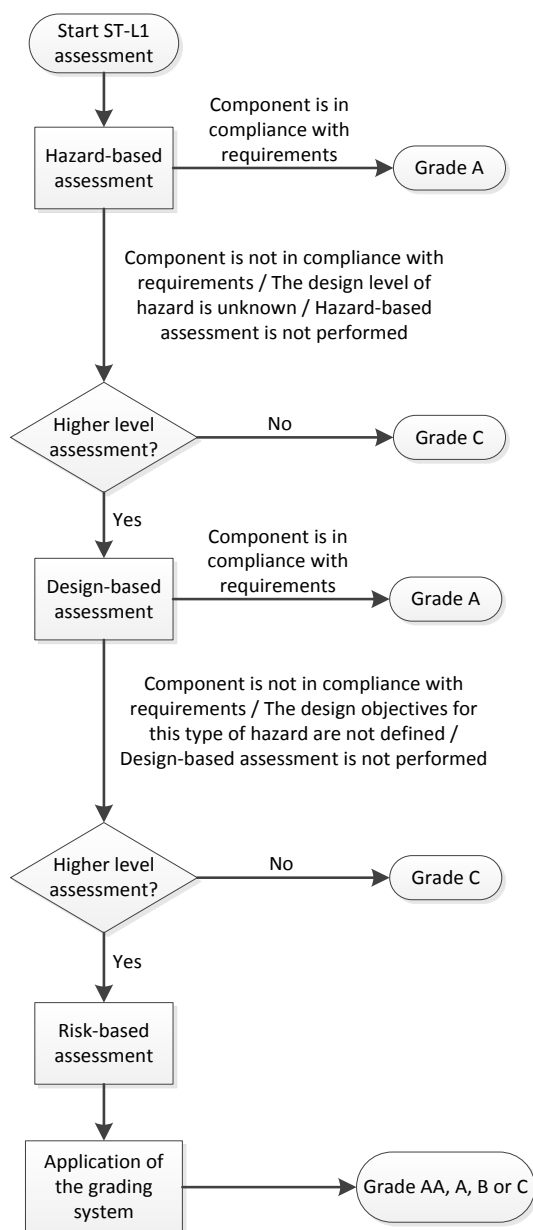 Start ST-L1
assessment
Component is in
compliance with
requirements
Hazard-based
assessment
Grade A
Component is not in compliance with
requirements / The design level of
hazard is unknown / Hazard-based
assessment is not performed
Higher level
assessment?
No
Grade C
Yes
Component is in
compliance with
requirements
Design-based
assessment
Grade A
Component is not in compliance with
requirements / The design objectives for
this type of hazard are not defined /
Design-based assessment is not performed
Higher level
assessment?
No
Grade C
Yes
Risk-based
assessment
Application of
the grading
system
Grade AA, A, B or C